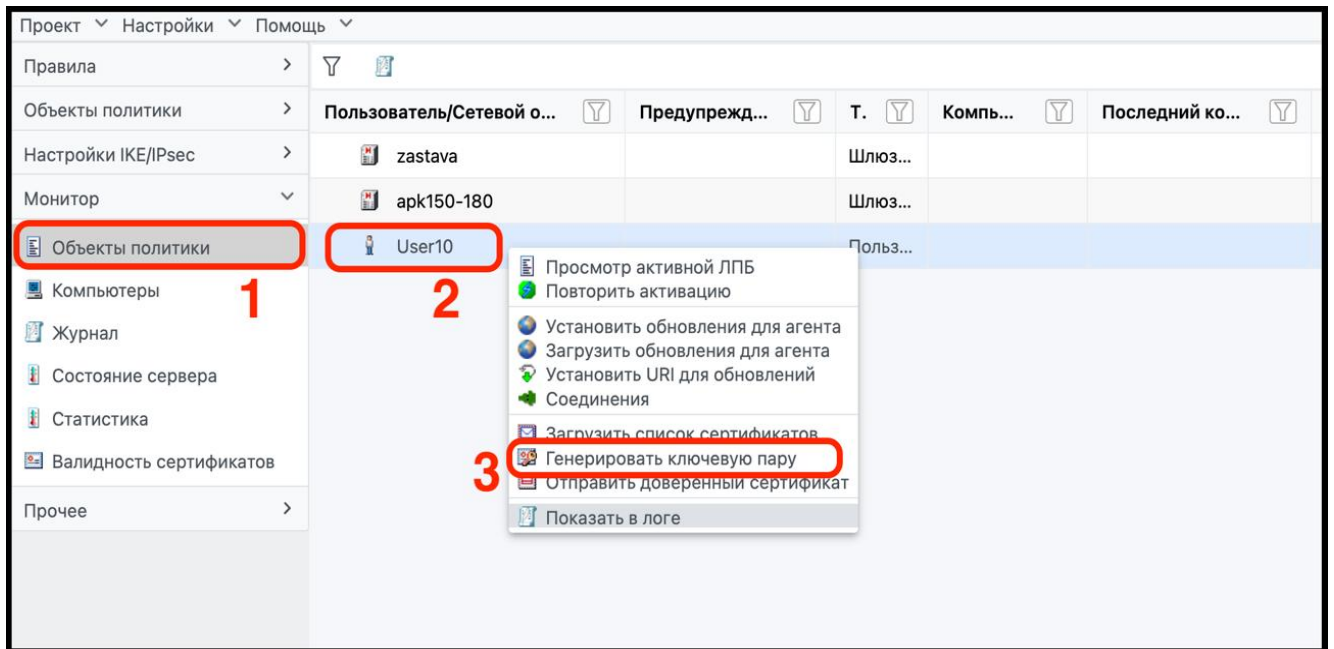 Проект Настройки Помощь
Правила
Объекты политики
Настройки IKE/IPsec
Монитор
Объекты политики
1
Компьютеры
Журнал
Состояние сервера
Статистика
Валидность сертификатов
Прочее
Пользователь/Сетевой о... Предупрежд... Т. Компь... Последний ко...
zastava Шлюз...
apk150-180 Шлюз...
User10 Польз...
2
Просмотр активной ЛПБ
Повторить активацию
Установить обновления для агента
Загрузить обновления для агента
Установить URI для обновлений
Соединения
Загрузить список сертификатов
3 Генерировать ключевую пару
Отправить доверенный сертификат
Показать в логе